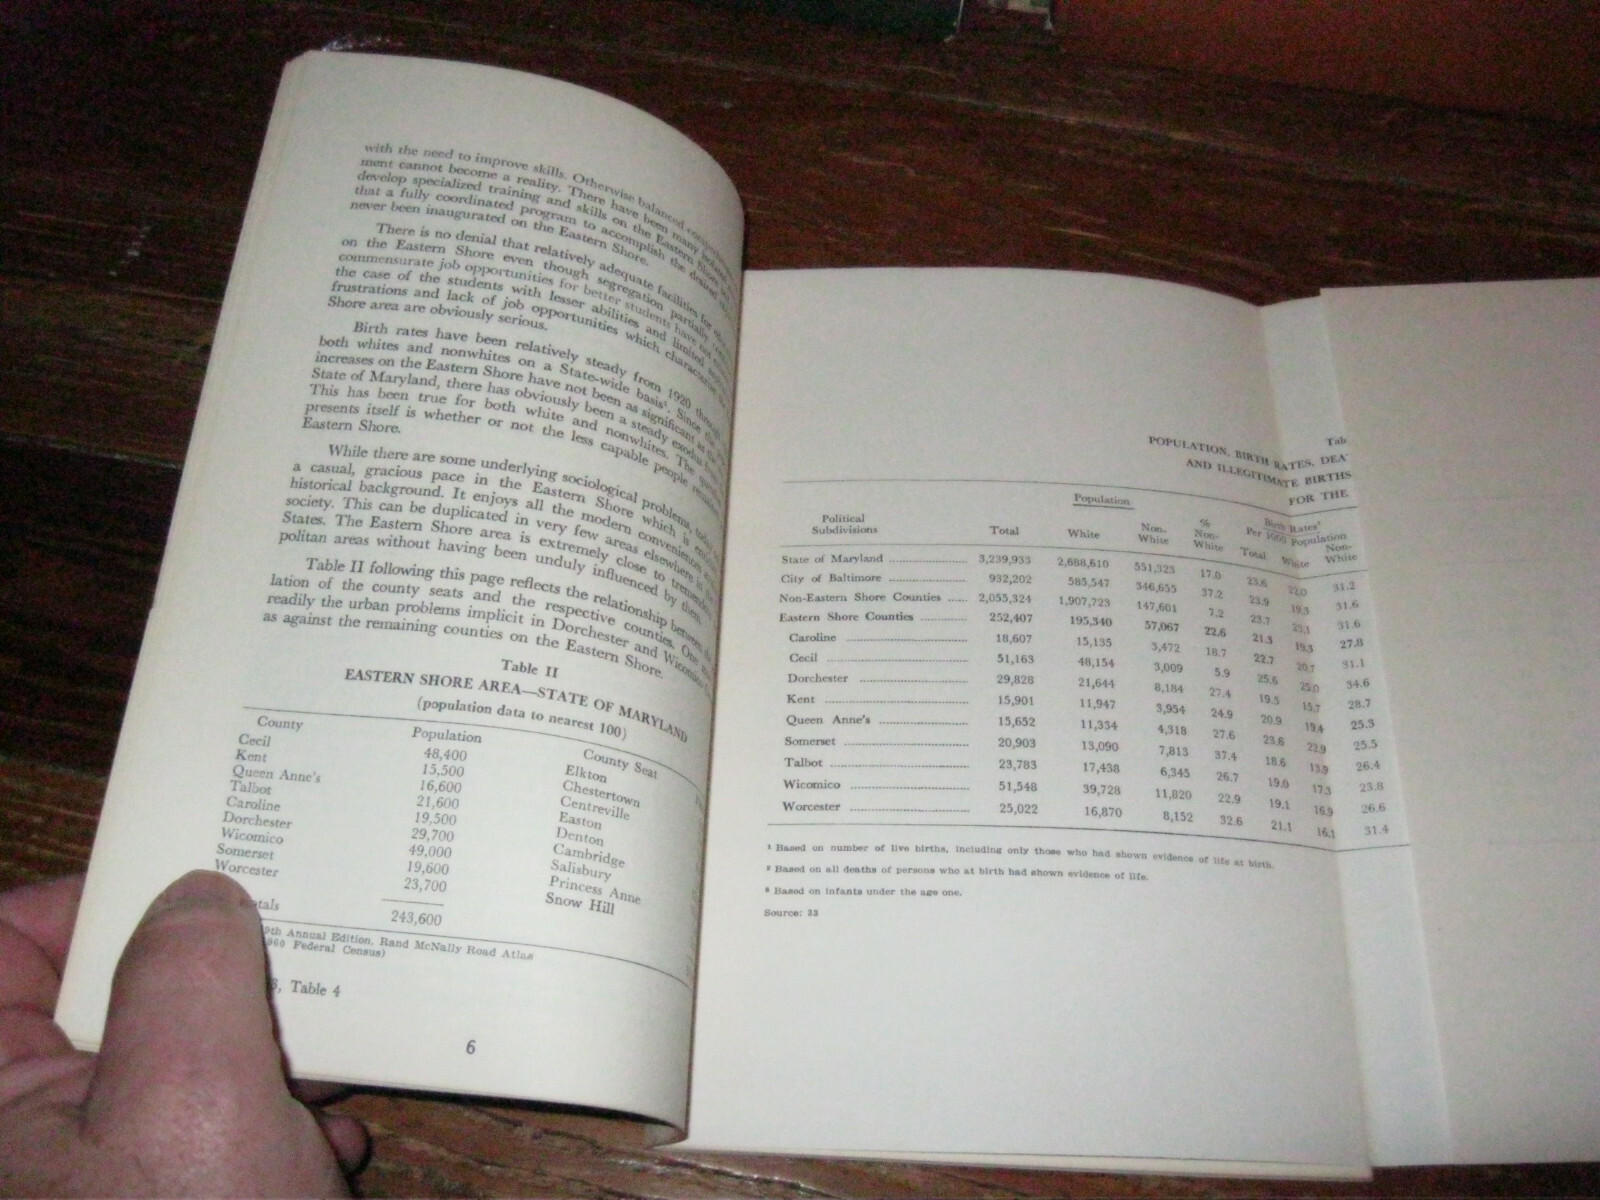 with the need to improve skills. Otherwise balanced
ment cannot become a reality. There have been many
develop specialized training and skills on the Eastern Shore
that a fully coordinated program to accomplish the desired
never been inaugurated on the Eastern Shore.
There is no denial that relatively adequate facilities for
on the Eastern Shore even though segregation partially
commensurate job opportunities for better students have not
the case of the students with lesser abilities and limited
frustrations and lack of job opportunities which characterize the
Shore area are obviously serious.
Birth rates have been relatively steady from 1920 through
both whites and nonwhites on a State-wide basis. Since the
increases on the Eastern Shore have not been as significant as the
State of Maryland, there has obviously been a steady exodus
This has been true for both white and nonwhites. The question
presents itself is whether or not the less capable people
Eastern Shore.
While there are some underlying sociological problems, today
a casual, gracious pace in the Eastern Shore which is
historical background. It enjoys all the modern conveniences
society. This can be duplicated in very few areas elsewhere in the
States. The Eastern Shore area is extremely close to tremendous
politan areas without having been unduly influenced by them.
Table II following this page reflects the relationship between the
lation of the county seats and the respective counties. One
readily the urban problems implicit in Dorchester and Wicomico
as against the remaining counties on the Eastern Shore.
Table II
EASTERN SHORE AREA—STATE OF MARYLAND
(population data to nearest 100)
County Population County Seat
Cecil 48,400 Elkton
Kent 15,500 Chestertown
Queen Anne's 16,600 Centreville
Talbot 21,600 Easton
Caroline 19,500 Denton
Dorchester 29,700 Cambridge
Wicomico 49,000 Salisbury
Somerset 19,600 Princess Anne
Worcester 23,700 Snow Hill
243,600
9th Annual Edition, Rand McNally Road Atlas
960 Federal Census)
3, Table 4
6
Tab
POPULATION, BIRTH RATES, DEA
AND ILLEGITIMATE BIRTHS
FOR THE
Political Subdivisions Population Total White Non-White % Non-White Birth Rates¹ Per 1000 Population Total White Non-White
State of Maryland 3,239,933 2,688,610 551,323 17.0 23.6 22.0 31.2
City of Baltimore 932,202 585,547 346,655 37.2 23.9 19.3 31.6
Non-Eastern Shore Counties 2,055,324 1,907,723 147,601 7.2 23.7 23.1 31.6
Eastern Shore Counties 252,407 195,340 57,067 22.6 21.3 19.3 27.8
Caroline 18,607 15,135 3,472 18.7 22.7 20.7 31.1
Cecil 51,163 48,154 3,009 5.9 25.6 25.0 34.6
Dorchester 29,828 21,644 8,184 27.4 19.3 15.7 28.7
Kent 15,901 11,947 3,954 24.9 20.9 19.4 25.3
Queen Anne's 15,652 11,334 4,318 27.6 23.6 22.9 25.5
Somerset 20,903 13,090 7,813 37.4 18.6 13.9 26.4
Talbot 23,783 17,438 6,345 26.7 19.0 17.3 23.8
Wicomico 51,548 39,728 11,820 22.9 19.1 16.9 26.6
Worcester 25,022 16,870 8,152 32.6 21.1 16.1 31.4
¹ Based on number of live births, including only those who had shown evidence of life at birth.
² Based on all deaths of persons who at birth had shown evidence of life.
³ Based on infants under the age one.
Source: 23